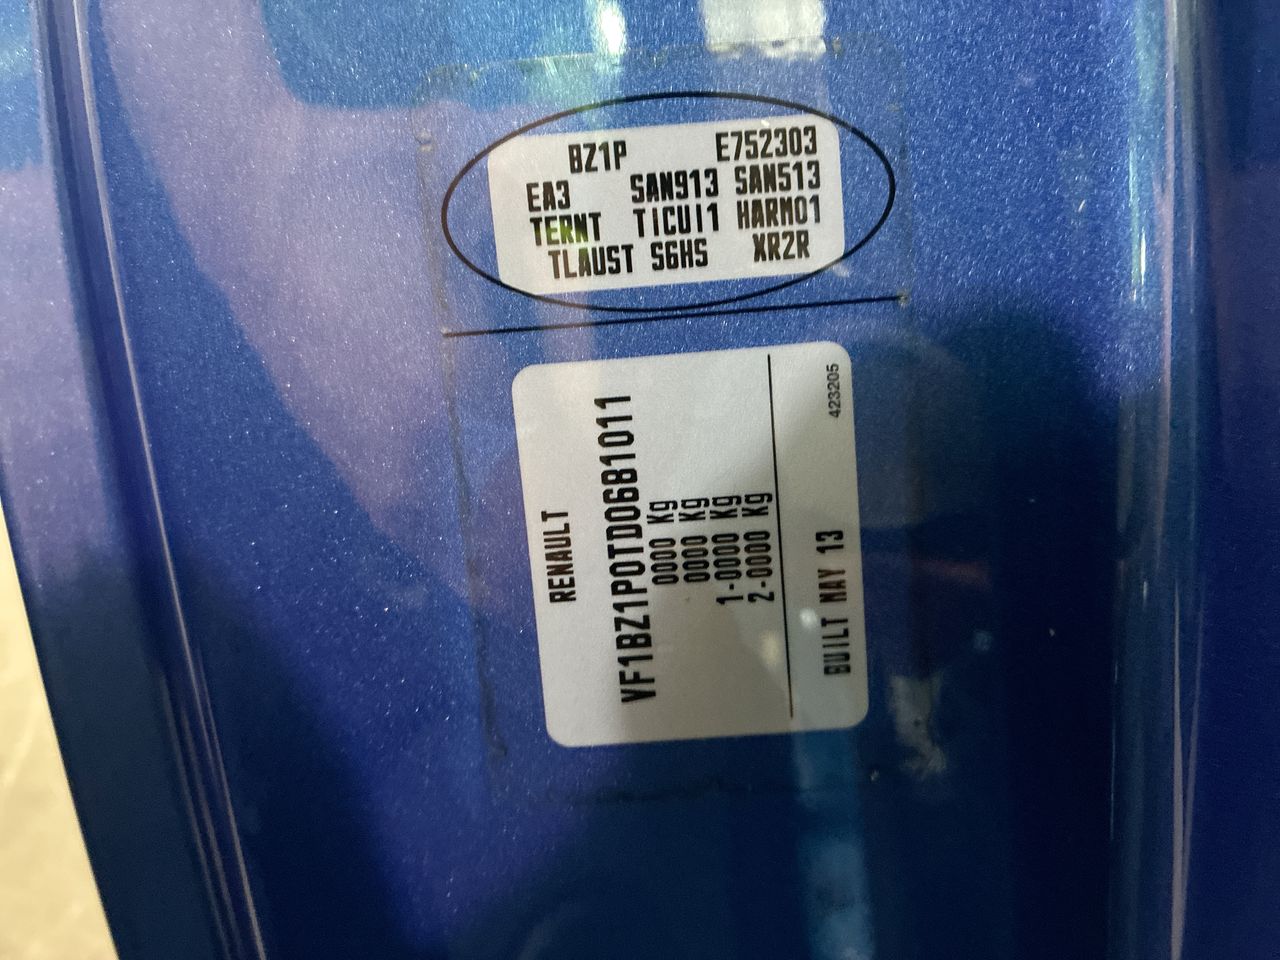 BZ1P E752303
EA3 SAN913 SAN513
TERNT TICUI1 HARM01
TLAUST S6HS XR2R
RENAULT
VF1BZ1P0TD0681011
0000 Kg
0000 Kg
1-0000 Kg
2-0000 Kg
BUILT MAY 13
423205